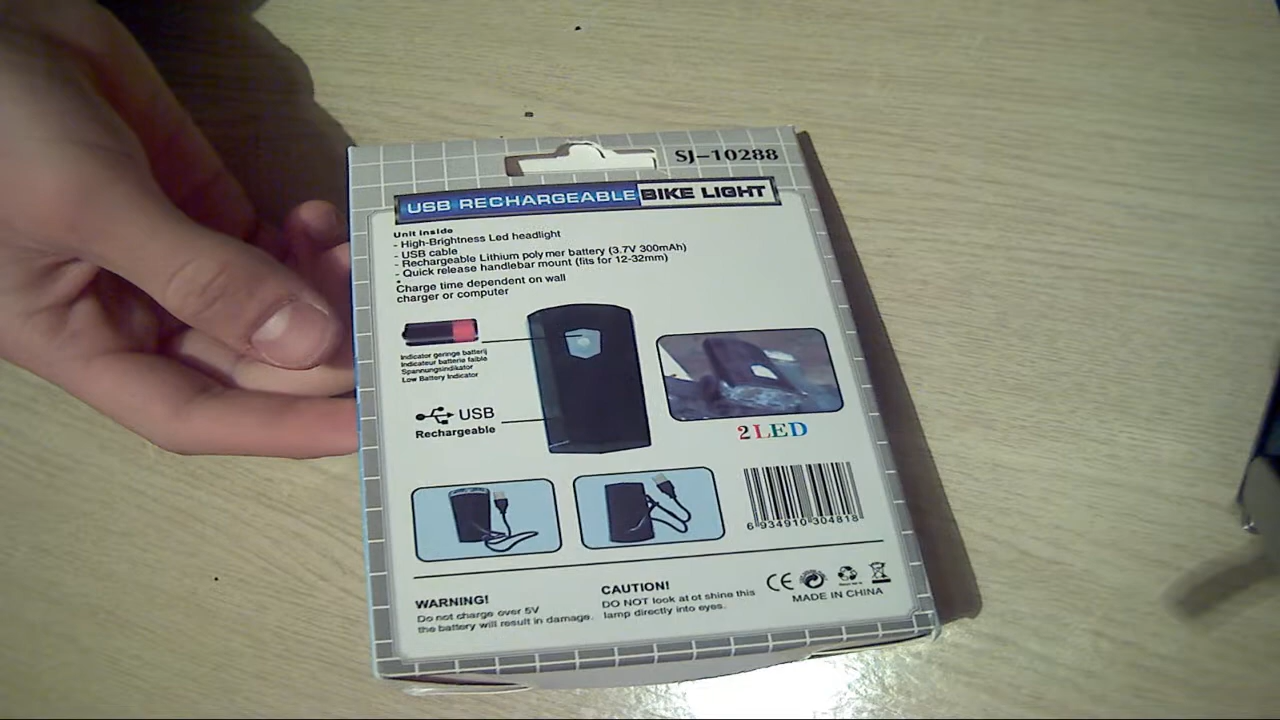 SJ-10288
USB RECHARGEABLE BIKE LIGHT
Unit inside
- High-Brightness Led headlight
- USB cable
- Rechargeable Lithium polymer battery (3.7V 300mAh)
- Quick release handlebar mount (fits for 12-32mm)
Charge time dependent on wall
charger or computer
Indicator geringe batterij
Indicateur batterie faible
Spannungsindikator
Low Battery Indicator
USB
Rechargeable
2LED
6 934910 304818
WARNING!
Do not charge over 5V
the battery will result in damage.
CAUTION!
DO NOT look at ot shine this
lamp directly into eyes.
CE
MADE IN CHINA